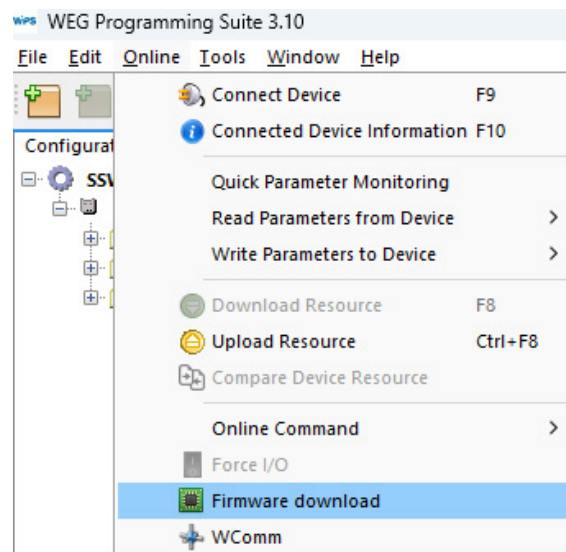 WPS WEG Programming Suite 3.10
File Edit Online Tools Window Help
Connect Device F9
Connected Device Information F10
Configurat
SSW
Quick Parameter Monitoring
Read Parameters from Device
Write Parameters to Device
Download Resource F8
Upload Resource Ctrl+F8
Compare Device Resource
Online Command
Force I/O
Firmware download
WComm